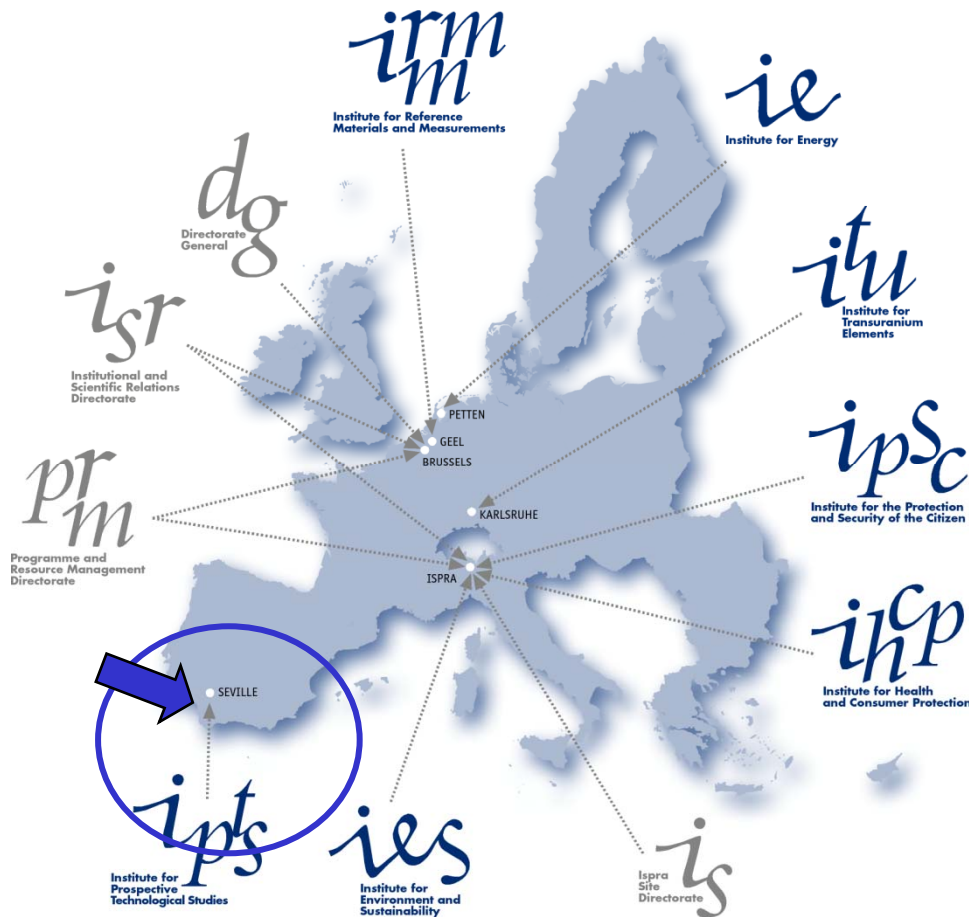 irmm
Institute for Reference
Materials and Measurements
ie
Institute for Energy
dg
Directorate
General
itu
Institute for
Transuranium
Elements
isr
Institutional and
Scientific Relations
Directorate
PETTEN
GEEL
BRUSSELS
ipsc
Institute for the Protection
and Security of the Citizen
prm
Programme and
Resource Management
Directorate
KARLSRUHE
ISPRA
ihcp
Institute for Health
and Consumer Protection
SEVILLE
ipts
Institute for
Prospective
Technological Studies
ies
Institute for
Environment and
Sustainability
is
Ispra
Site
Directorate